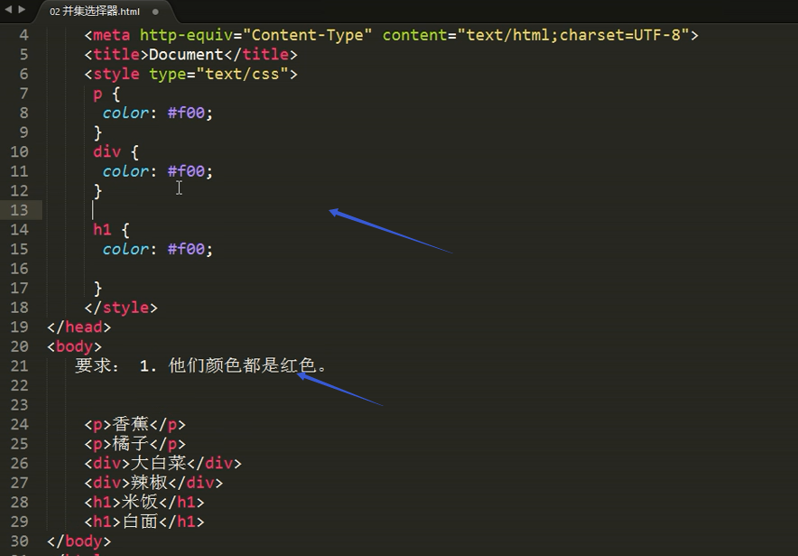 02 并集选择器.html
4 <meta http-equiv="Content-Type" content="text/html;charset=UTF-8">
5 <title>Document</title>
6 <style type="text/css">
7 p {
8 color: #f00;
9 }
10 div {
11 color: #f00;
12 }
13
14 h1 {
15 color: #f00;
16
17 }
18 </style>
19 </head>
20 <body>
21 要求： 1. 他们颜色都是红色。
22
23
24 <p>香蕉</p>
25 <p>橘子</p>
26 <div>大白菜</div>
27 <div>辣椒</div>
28 <h1>米饭</h1>
29 <h1>白面</h1>
30 </body>